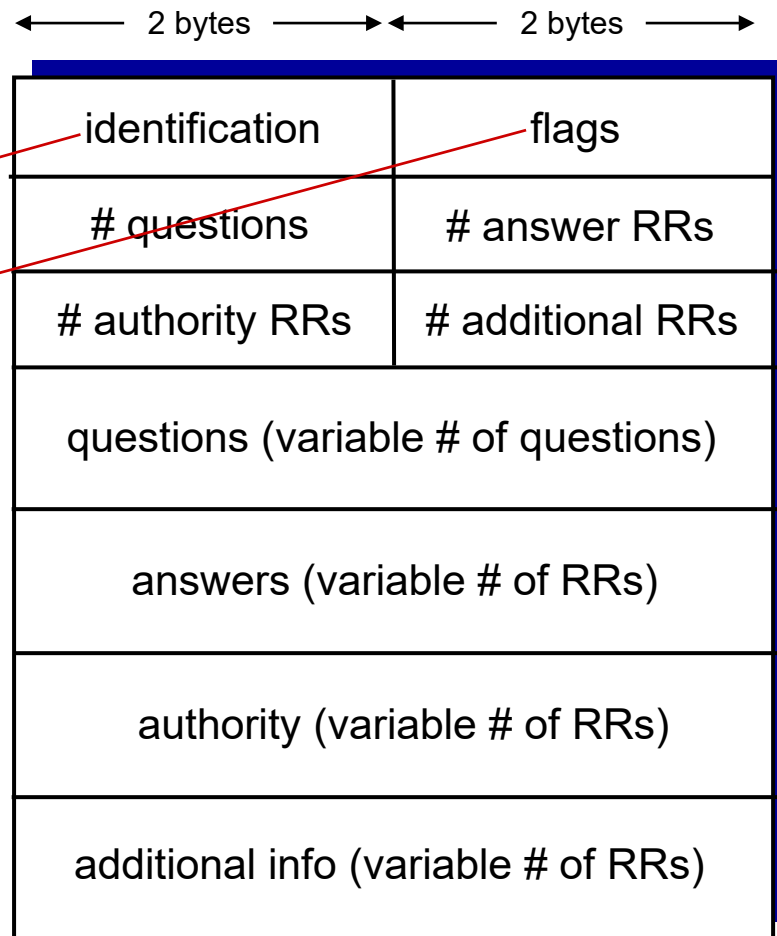 2 bytes 2 bytes
identification flags
# questions # answer RRs
# authority RRs # additional RRs
questions (variable # of questions)
answers (variable # of RRs)
authority (variable # of RRs)
additional info (variable # of RRs)